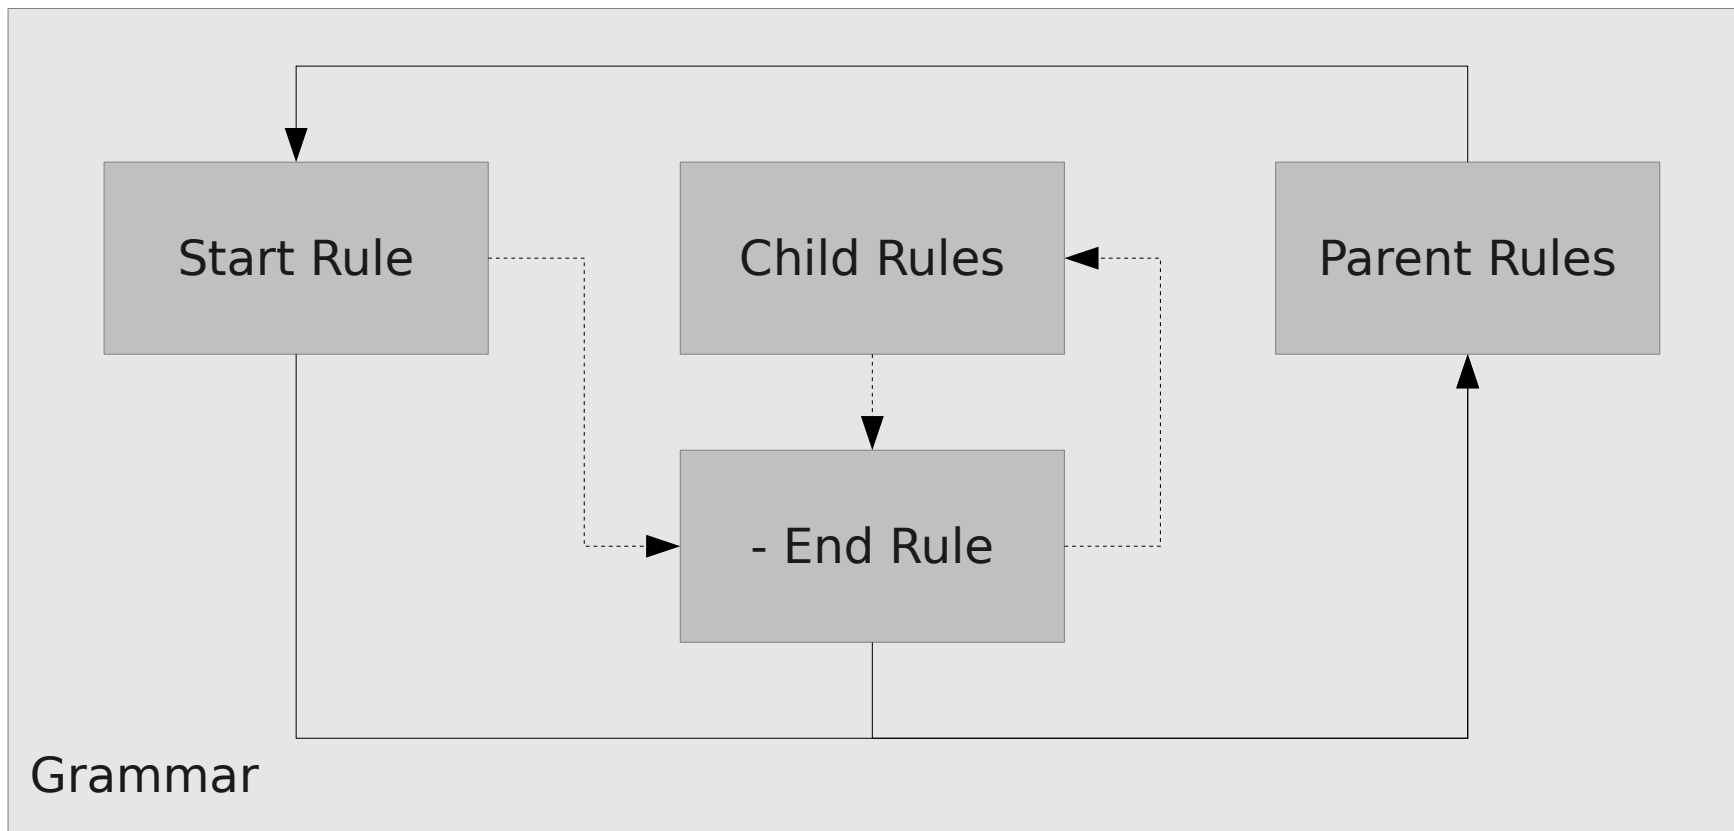 Start Rule
Child Rules
Parent Rules
- End Rule
Grammar